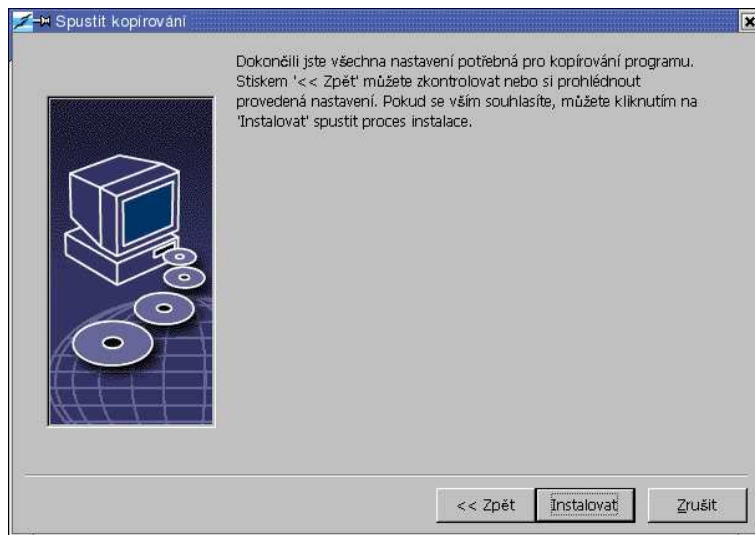 Spustit kopírování
Dokončili jste všechna nastavení potřebná pro kopírování programu.
Stiskem '<< Zpět' můžete zkontrolovat nebo si prohlédnout
provedená nastavení. Pokud se vším souhlasíte, můžete kliknutím na
'Instalovat' spustit proces instalace.
<< Zpět
Instalovat
Zrušit